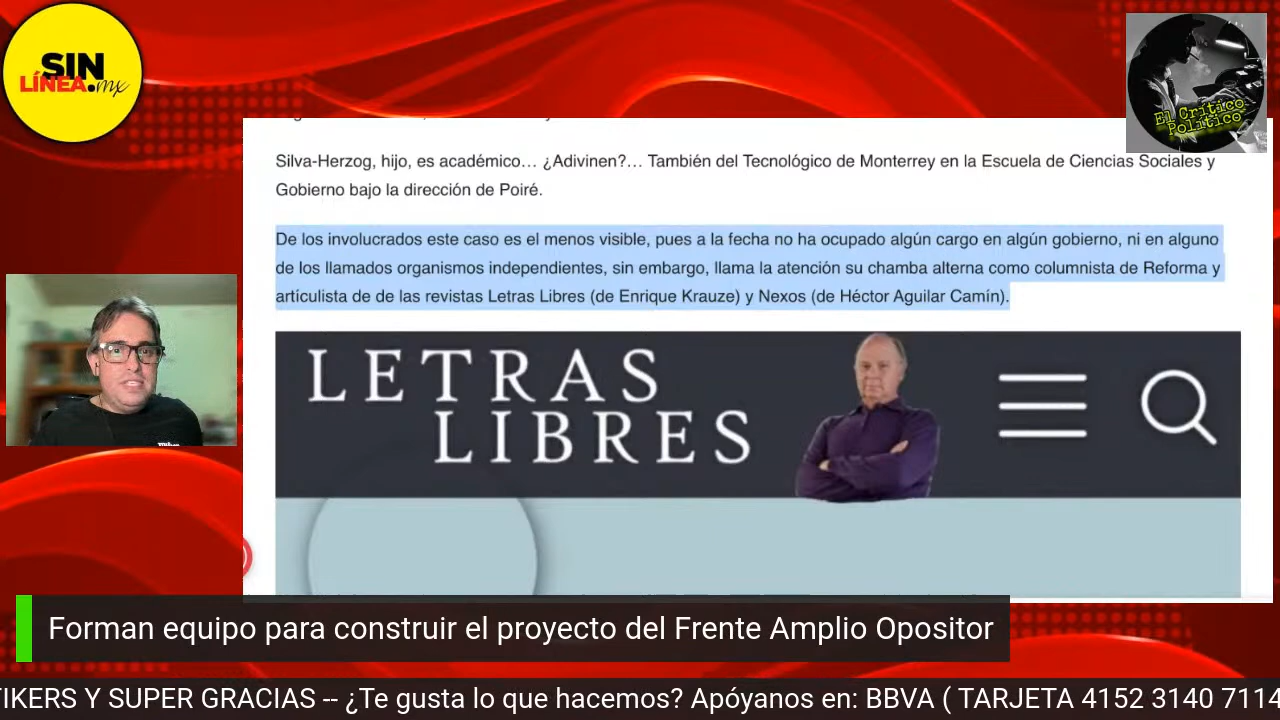 SIN
LÍNEA.mx
El Crítico
Político
Silva-Herzog, hijo, es académico… ¿Adivinen?… También del Tecnológico de Monterrey en la Escuela de Ciencias Sociales y
Gobierno bajo la dirección de Poiré.
De los involucrados este caso es el menos visible, pues a la fecha no ha ocupado algún cargo en algún gobierno, ni en alguno
de los llamados organismos independientes, sin embargo, llama la atención su chamba alterna como columnista de Reforma y
artículista de de las revistas Letras Libres (de Enrique Krauze) y Nexos (de Héctor Aguilar Camín).
LETRAS
LIBRES
Forman equipo para construir el proyecto del Frente Amplio Opositor
TIKERS Y SUPER GRACIAS -- ¿Te gusta lo que hacemos? Apóyanos en: BBVA ( TARJETA 4152 3140 7114